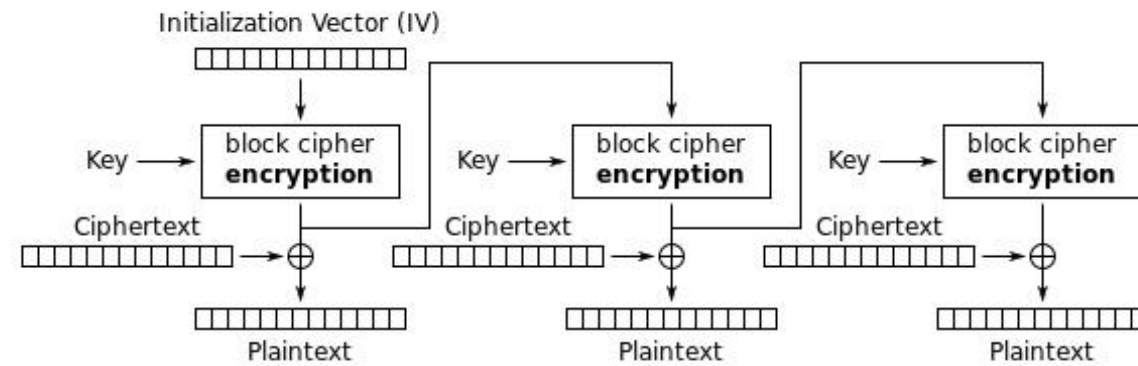 Initialization Vector (IV)
Key
block cipher
encryption
Key
block cipher
encryption
Key
block cipher
encryption
Ciphertext
Ciphertext
Ciphertext
Plaintext
Plaintext
Plaintext